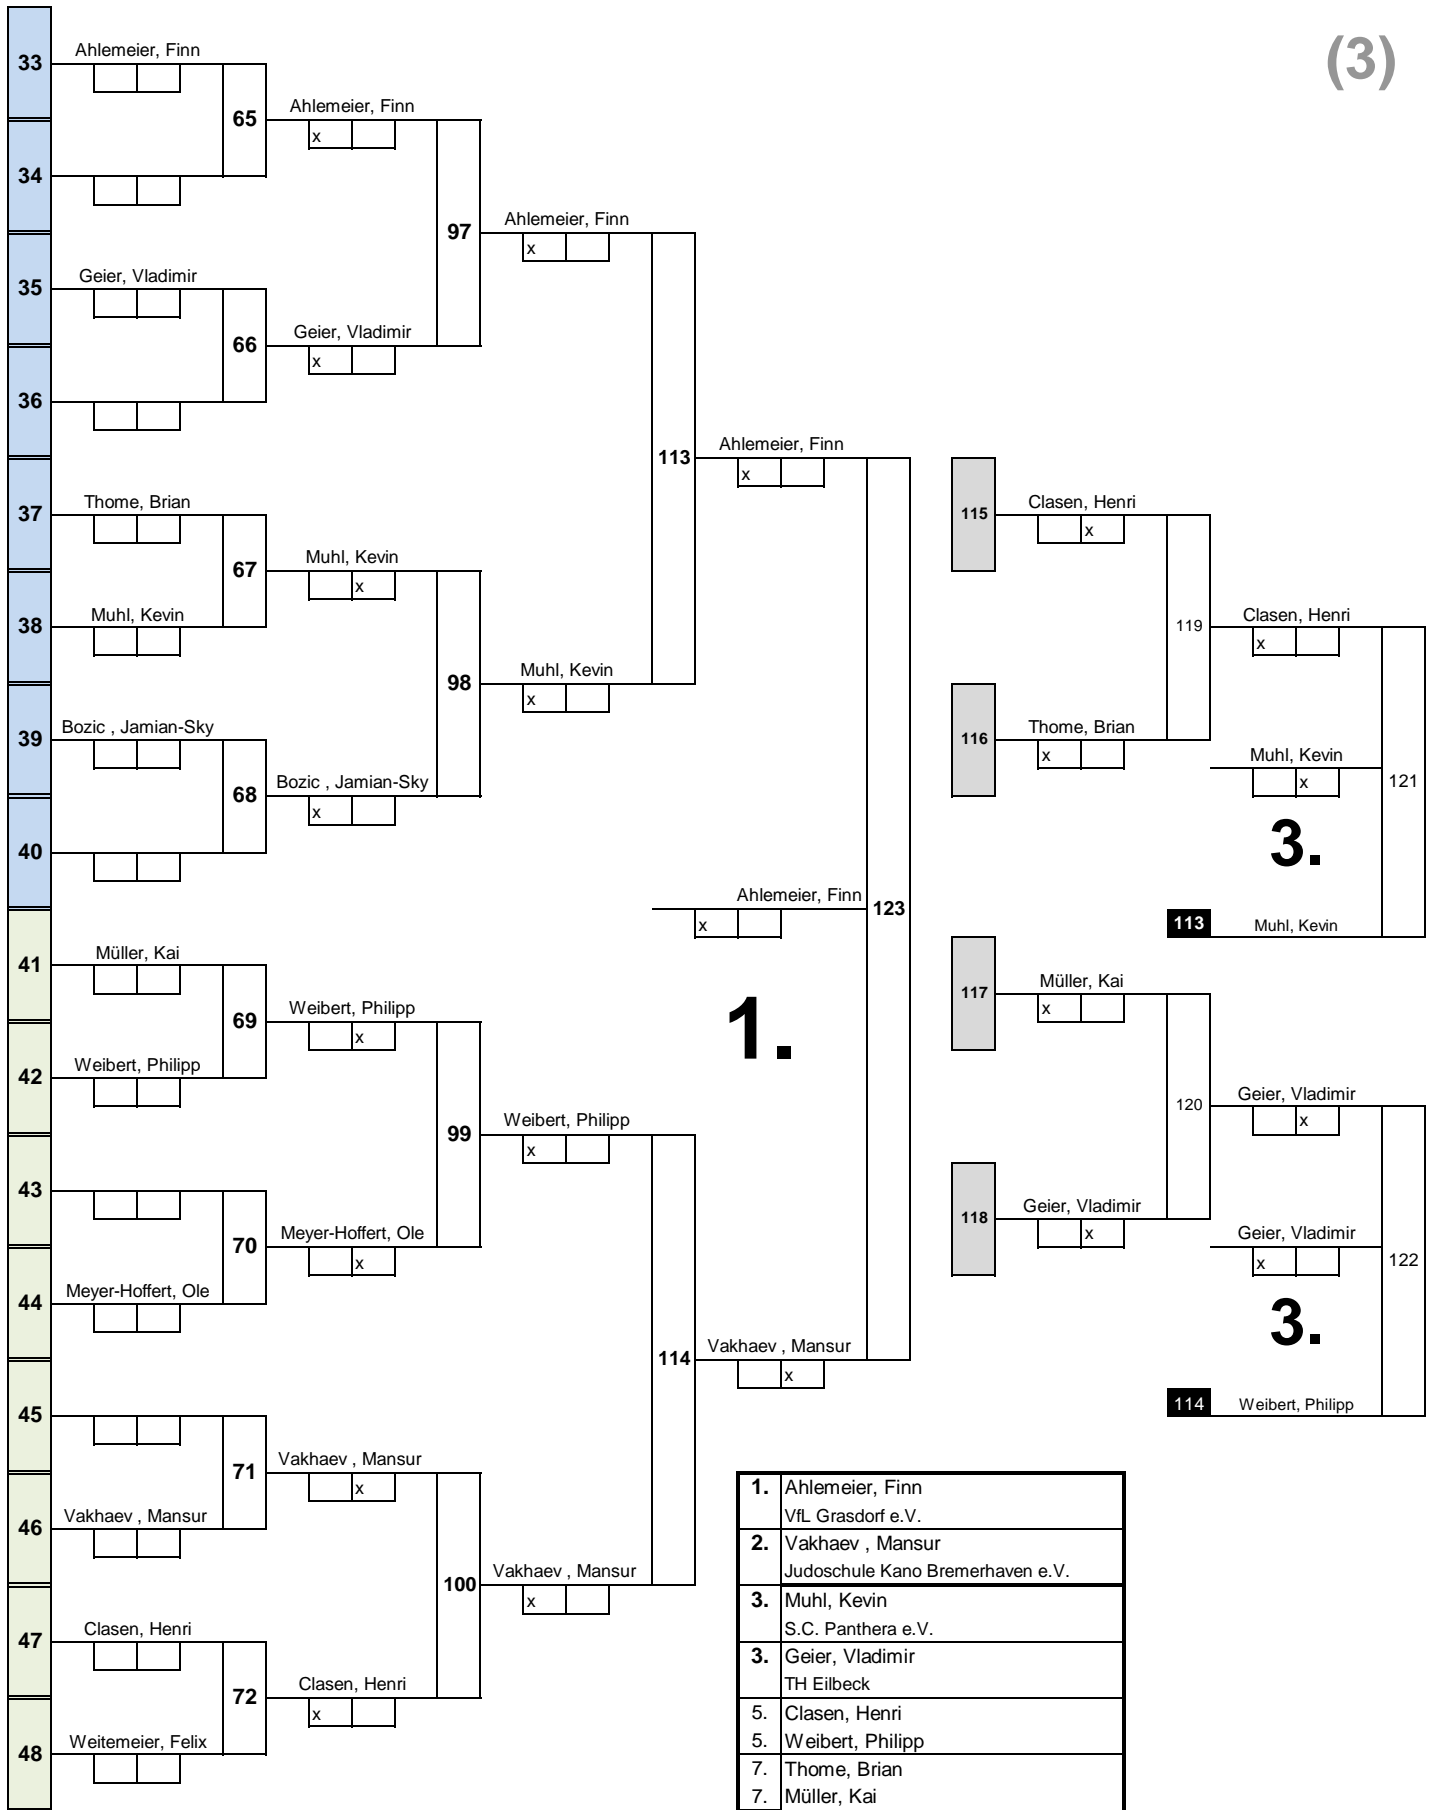 (3)
33
Ahlemeier, Finn
65
Ahlemeier, Finn
x
34
97
Ahlemeier, Finn
x
35
Geier, Vladimir
66
Geier, Vladimir
x
36
113
Ahlemeier, Finn
x
37
Thome, Brian
67
Muhl, Kevin
x
38
Muhl, Kevin
98
Muhl, Kevin
x
39
Bozic , Jamian-Sky
68
Bozic , Jamian-Sky
x
40
Ahlemeier, Finn
123
x
1.
41
Müller, Kai
69
Weibert, Philipp
x
42
Weibert, Philipp
99
Weibert, Philipp
x
43
70
Meyer-Hoffert, Ole
x
44
Meyer-Hoffert, Ole
114
Vakhaev , Mansur
x
45
71
Vakhaev , Mansur
x
46
Vakhaev , Mansur
100
Vakhaev , Mansur
x
47
Clasen, Henri
72
Clasen, Henri
x
48
Weitemeier, Felix
115
Clasen, Henri
x
119
Clasen, Henri
x
116
Thome, Brian
x
Muhl, Kevin
x
121
3.
113
Muhl, Kevin
117
Müller, Kai
x
120
Geier, Vladimir
x
118
Geier, Vladimir
x
Geier, Vladimir
x
122
3.
114
Weibert, Philipp
1. Ahlemeier, Finn
VfL Grasdorf e.V.
2. Vakhaev , Mansur
Judoschule Kano Bremerhaven e.V.
3. Muhl, Kevin
S.C. Panthera e.V.
3. Geier, Vladimir
TH Eilbeck
5. Clasen, Henri
5. Weibert, Philipp
7. Thome, Brian
7. Müller, Kai